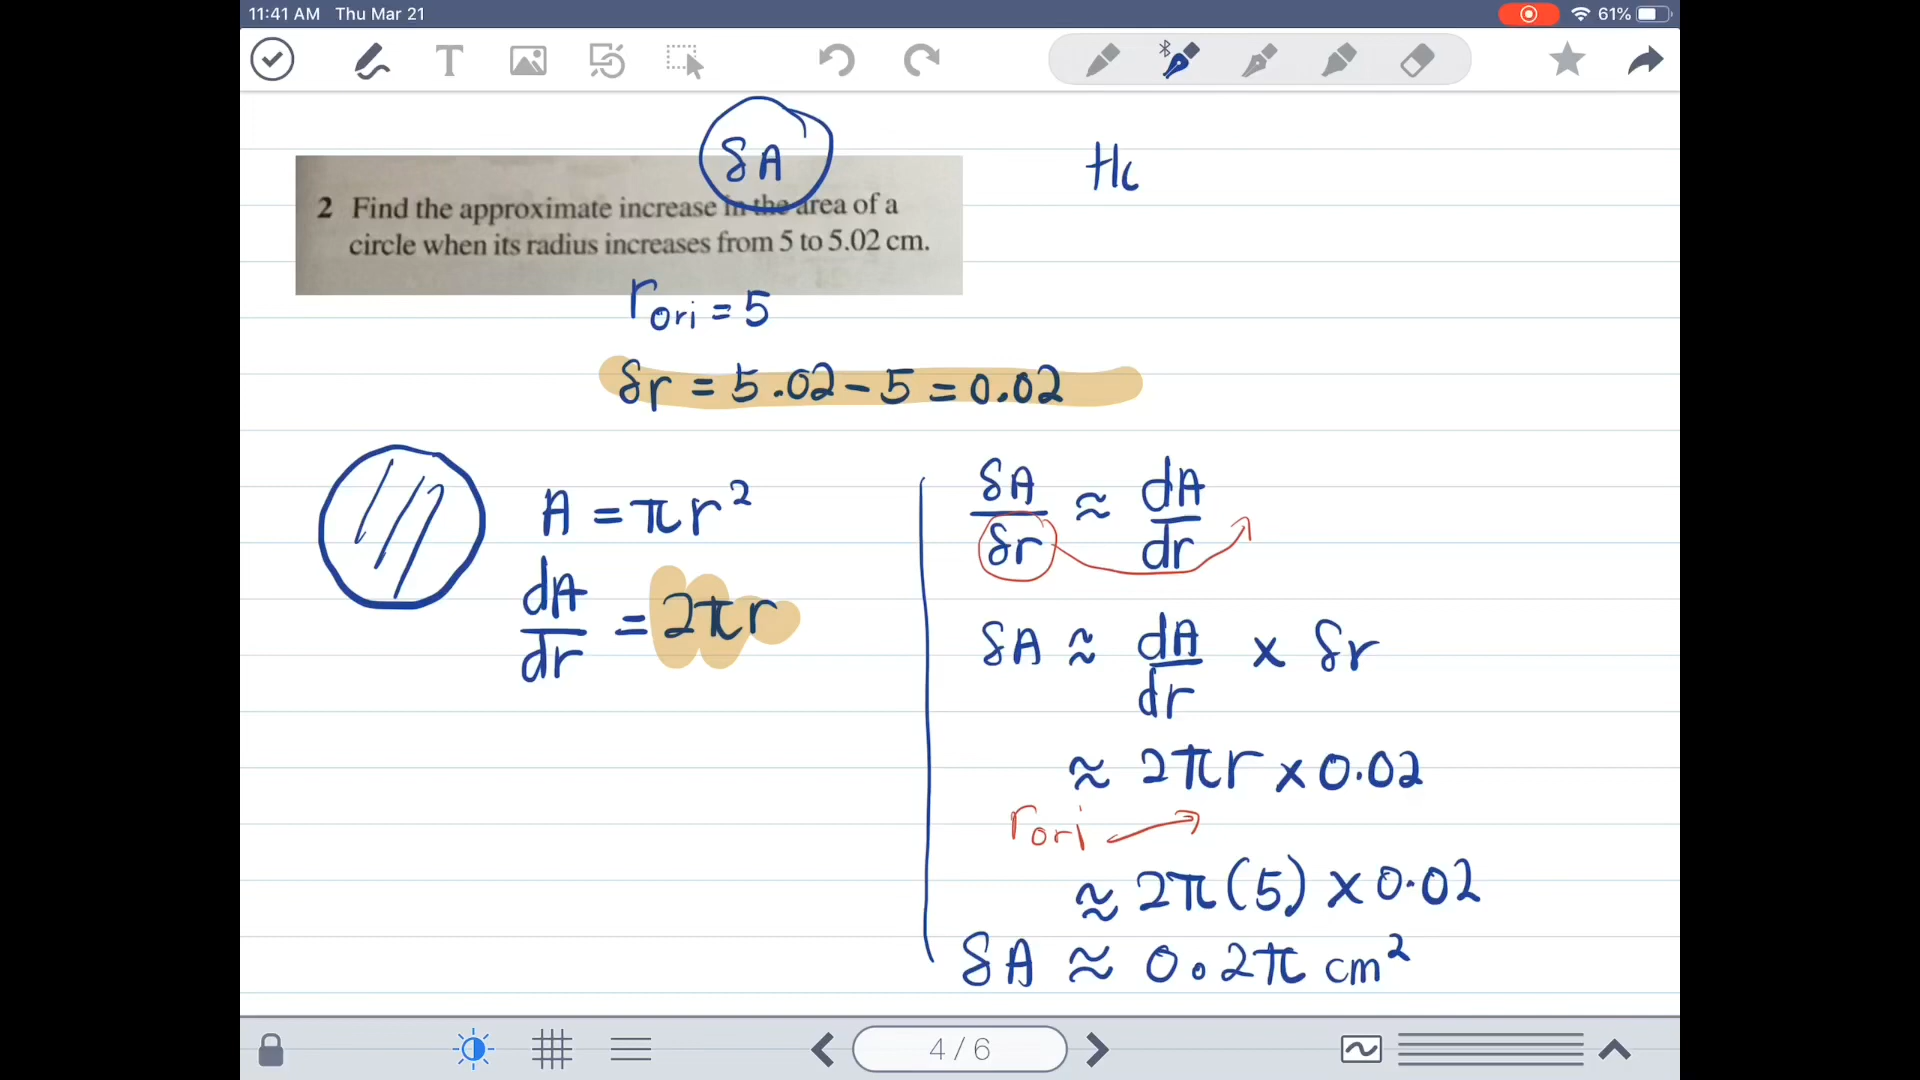 11:41 AM Thu Mar 21
61%
T
δA
Hc
2 Find the approximate increase in the area of a
circle when its radius increases from 5 to 5.02 cm.
r ori = 5
δr = 5.02 - 5 = 0.02
A = πr²
dA/dr = 2πr
δA/δr ≈ dA/dr
δA ≈ dA/dr × δr
≈ 2πr × 0.02
r ori
≈ 2π(5) × 0.02
δA ≈ 0.2π cm²
4 / 6